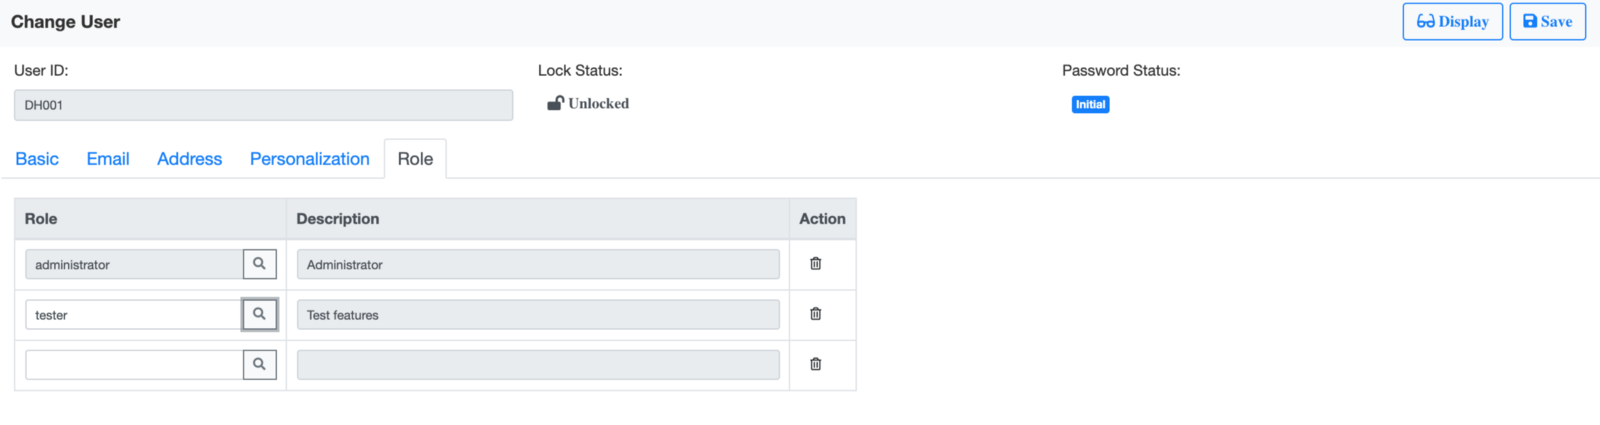 Change User
Display
Save
User ID:
Lock Status:
Password Status:
DH001
Unlocked
Initial
Basic
Email
Address
Personalization
Role
Role
Description
Action
administrator
Administrator
tester
Test features